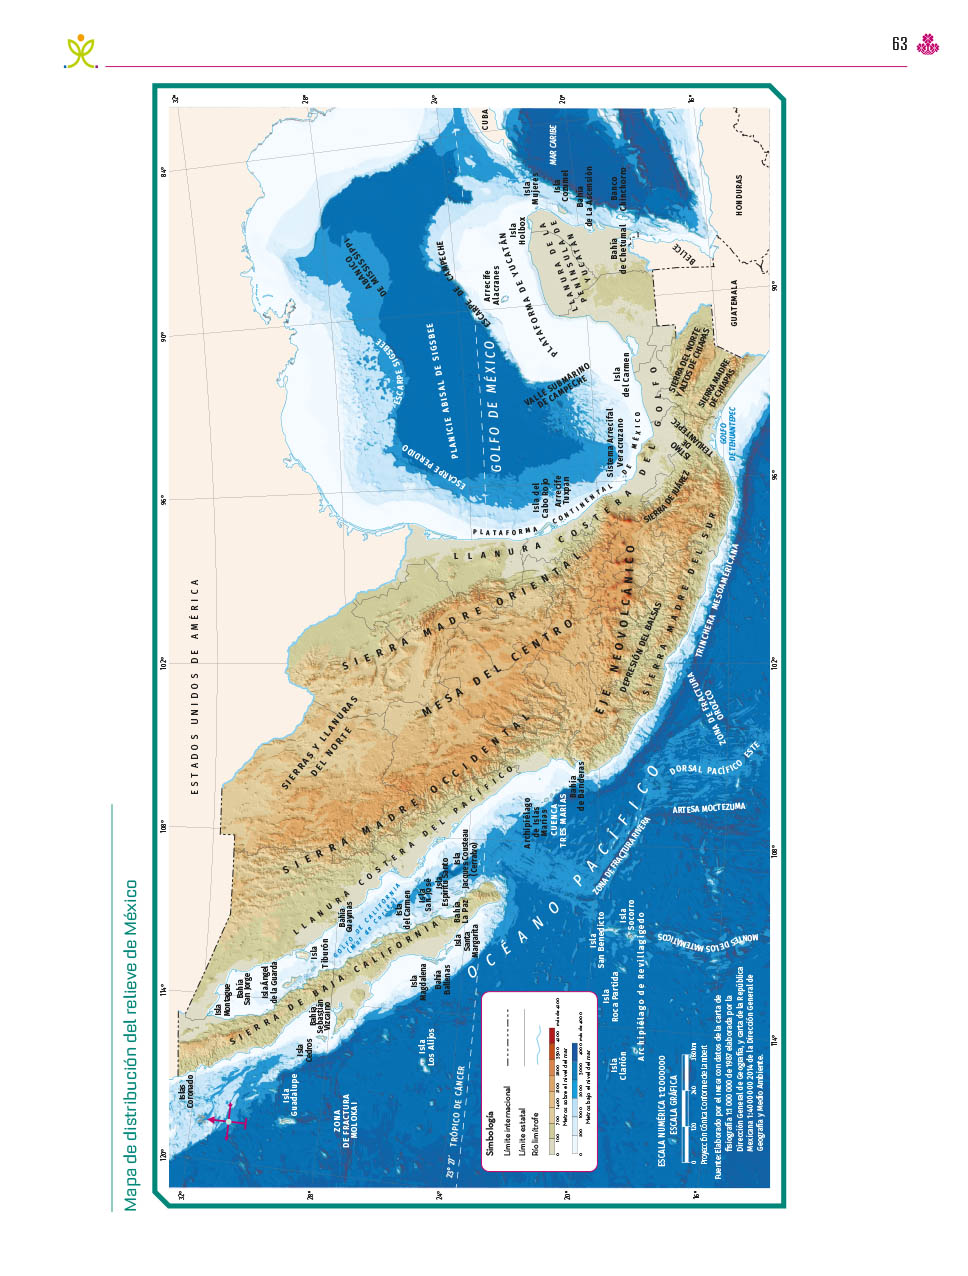 63
Mapa de distribución del relieve de México
32°
28°
24°
20°
16°
84°
90°
96°
102°
108°
114°
120°
ESTADOS UNIDOS DE AMÉRICA
CUBA
MAR CARIBE
HONDURAS
GUATEMALA
BELICE
ABANICO
DE MISSISSIPPI
ESCARPE SIGSBEE
PLANICIE ABISAL DE SIGSBEE
ESCARPE PERDIDO
GOLFO DE MÉXICO
ESCARPE DE CAMPECHE
Arrecife
Alacranes
PLATAFORMA DE YUCATÁN
VALLE SUBMARINO
DE CAMPECHE
Isla
Holbox
Isla
Mujeres
Isla
Cozumel
Bahía
de La Ascensión
Banco
Chinchorro
Bahía
de Chetumal
LLANURA DE LA
PENÍNSULA DE
YUCATÁN
Isla
del Carmen
Sistema Arrecifal
Veracruzano
Isla del
Cabo Rojo
Arrecife
Tuxpán
PLATAFORMA CONTINENTAL DE MÉXICO
LLANURA COSTERA DEL GOLFO
SIERRA MADRE ORIENTAL
MESA DEL CENTRO
SIERRAS Y LLANURAS
DEL NORTE
SIERRA MADRE OCCIDENTAL
LLANURA COSTERA DEL PACÍFICO
EJE NEOVOLCÁNICO
DEPRESIÓN DEL BALSAS
SIERRA MADRE DEL SUR
SIERRA DE JUÁREZ
ISTMO
DE
TEHUANTEPEC
SIERRA DEL NORTE
Y ALTOS DE CHIAPAS
SIERRA MADRE
DE CHIAPAS
GOLFO
DE TEHUANTEPEC
TRINCHERA MESOAMERICANA
ZONA DE FRACTURA
OROZCO
DORSAL PACÍFICO ESTE
ARTESA MOCTEZUMA
ZONA DE FRACTURA RIVERA
OCÉANO PACÍFICO
MONTES DE LOS MATEMÁTICOS
Bahía
de Banderas
Archipiélago
de Islas
Marías
CUENCA
TRES MARÍAS
SIERRA DE BAJA CALIFORNIA
GOLFO DE CALIFORNIA
(Mar de Cortés)
Islas
Coronado
Isla
Montague
Bahía
San Jorge
Isla Ángel
de la Guarda
Isla
Tiburón
Bahía
Guaymas
Isla
del Carmen
Isla
San José
Isla
Espíritu Santo
Isla
Jacques Cousteau
(Cerralvo)
Bahía
La Paz
Isla
Santa
Margarita
Bahía
Ballenas
Isla
Magdalena
Bahía
Sebastián
Vizcaíno
Isla
Cedros
Isla
Guadalupe
Isla
Los Alijos
ZONA
DE FRACTURA
MOLOKAI
23° 27' TRÓPICO DE CÁNCER
Isla
San Benedicto
Isla
Socorro
Isla
Roca Partida
Isla
Clarión
Archipiélago de Revillagigedo
Simbología
Límite internacional
Límite estatal
Río limítrofe
Metros sobre el nivel del mar
Metros bajo el nivel del mar
ESCALA NUMÉRICA 1:12 000 000
ESCALA GRÁFICA
0 120 240 360 km
Proyección Cónica Conforme de Lambert
Fuente: Elaborado por el INEGI con datos de la carta de
fisiografía 1:1 000 000 de 1987 elaborada por la
Dirección General de Geografía, y carta de la República
Mexicana 1:4 000 000 2014 de la Dirección General de
Geografía y Medio Ambiente.